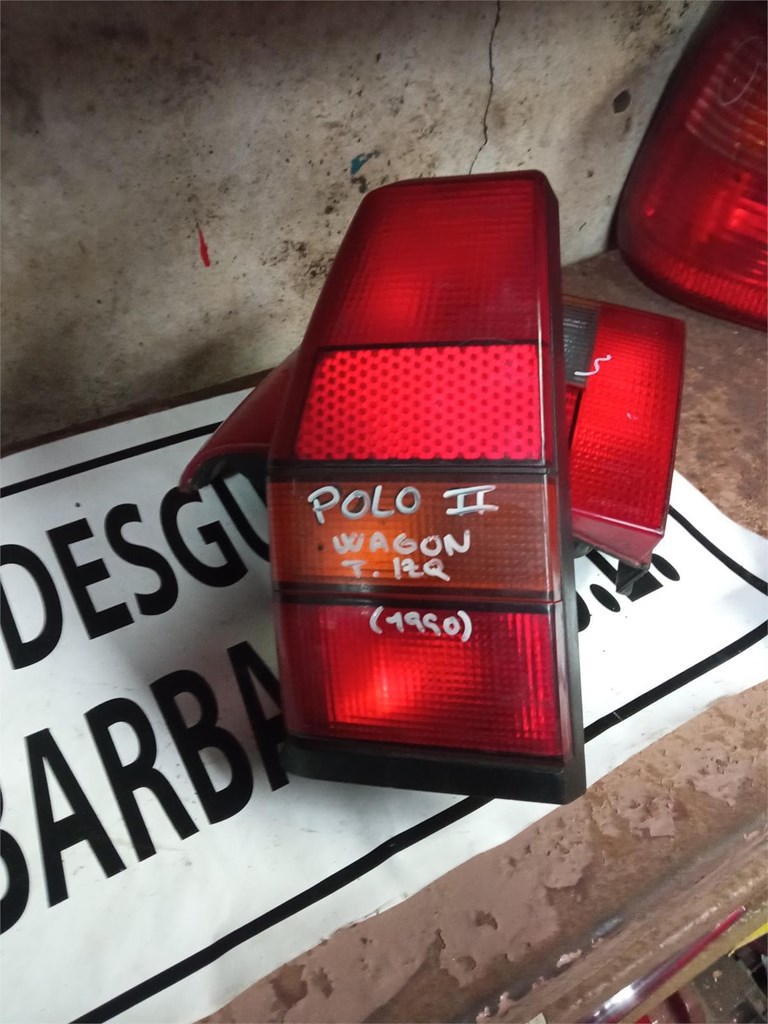 POLO II
WAGON
T. IZQ
(1990)
DESGU
BARBA